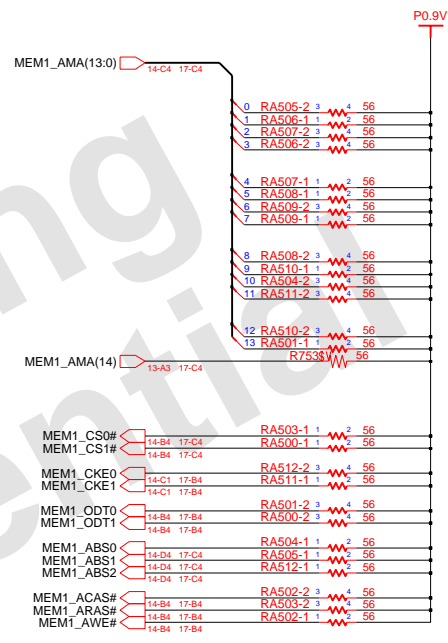 P0.9V
MEM1_AMA(13:0) 14-C4 17-C4
0 RA505-2 3 4 56
1 RA506-1 1 2 56
2 RA507-2 3 4 56
3 RA506-2 3 4 56
4 RA507-1 1 2 56
5 RA508-1 1 2 56
6 RA509-2 3 4 56
7 RA509-1 1 2 56
8 RA508-2 3 4 56
9 RA510-1 1 2 56
10 RA504-2 3 4 56
11 RA511-2 3 4 56
12 RA510-2 3 4 56
13 RA501-1 1 2 56
MEM1_AMA(14) 13-A3 17-C4 R753 56
MEM1_CS0# 14-B4 17-C4 RA503-1 1 2 56
MEM1_CS1# 14-B4 17-C4 RA500-1 1 2 56
MEM1_CKE0 14-C1 17-B4 RA512-2 3 4 56
MEM1_CKE1 14-C1 17-B4 RA511-1 1 2 56
MEM1_ODT0 14-B4 17-B4 RA501-2 3 4 56
MEM1_ODT1 14-B4 17-B4 RA500-2 3 4 56
MEM1_ABS0 14-D4 17-C4 RA504-1 1 2 56
MEM1_ABS1 14-D4 17-C4 RA505-1 1 2 56
MEM1_ABS2 14-D4 17-C4 RA512-1 1 2 56
MEM1_ACAS# 14-B4 17-B4 RA502-2 3 4 56
MEM1_ARAS# 14-B4 17-B4 RA503-2 3 4 56
MEM1_AWE# 14-B4 17-B4 RA502-1 1 2 56